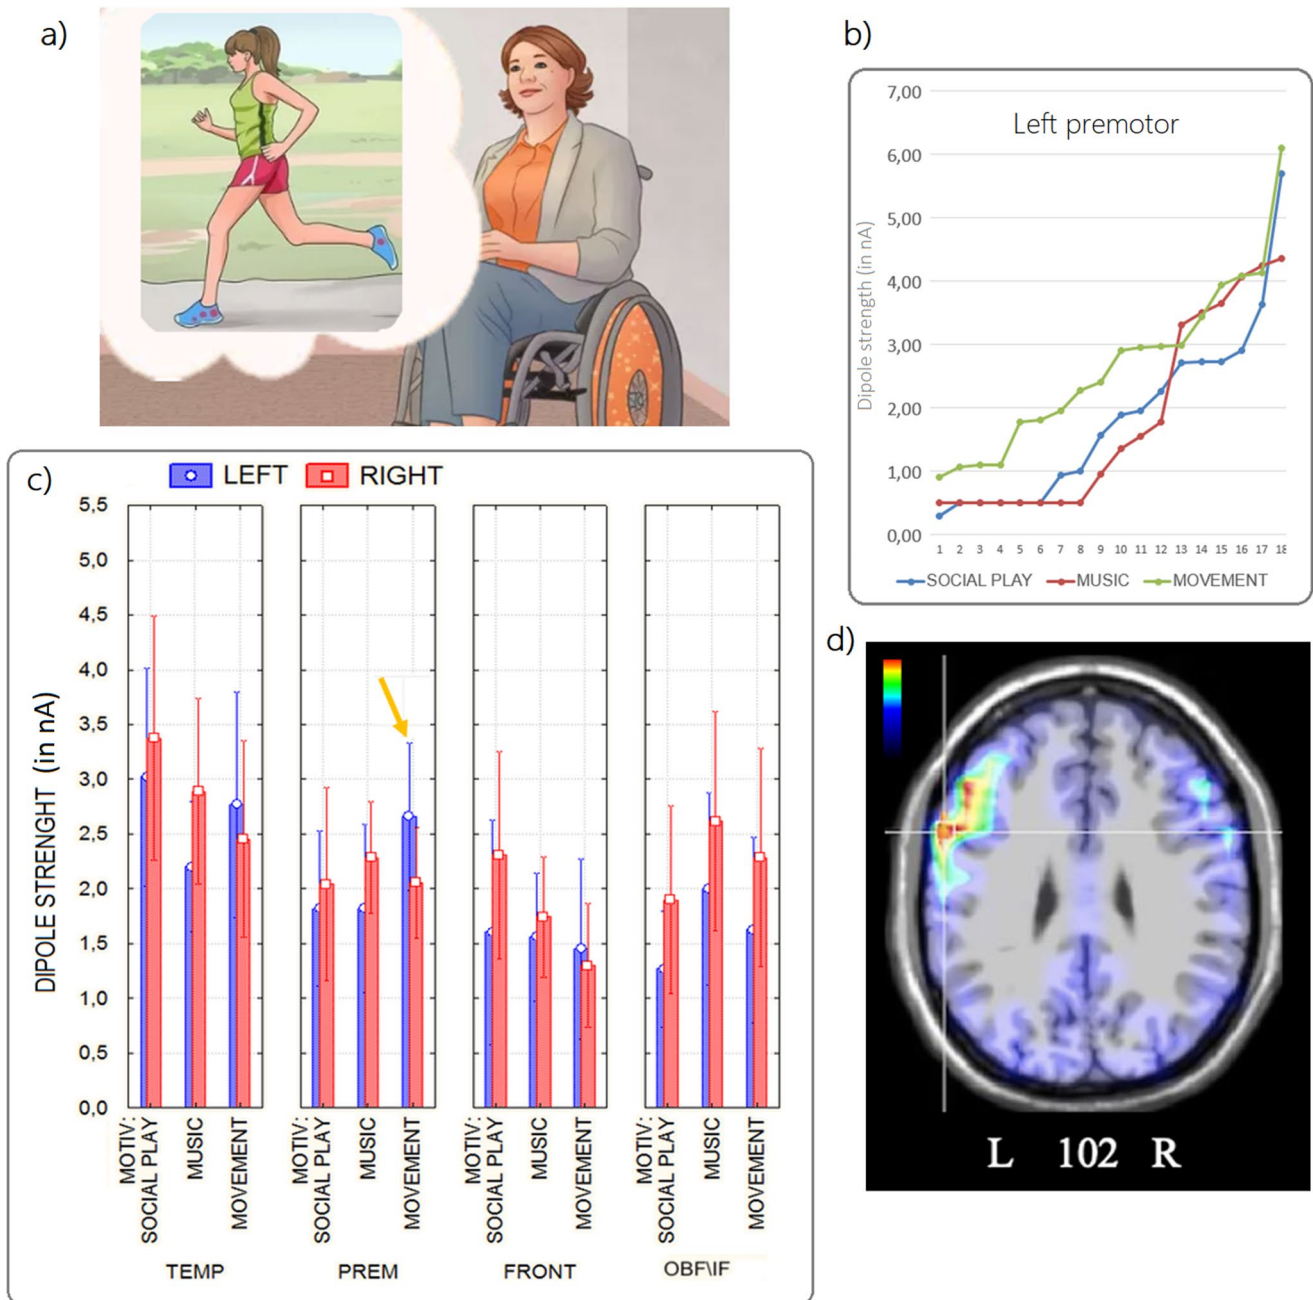 a)
b)
7,00
Left premotor
6,00
5,00
4,00
3,00
2,00
1,00
0,00
Dipole strength (in nA)
1 2 3 4 5 6 7 8 9 10 11 12 13 14 15 16 17 18
SOCIAL PLAY MUSIC MOVEMENT
c)
LEFT RIGHT
5,5
5,0
4,5
4,0
3,5
3,0
2,5
2,0
1,5
1,0
0,5
0,0
DIPOLE STRENGHT (in nA)
MOTIV:
SOCIAL PLAY
MUSIC
MOVEMENT
MOTIV:
SOCIAL PLAY
MUSIC
MOVEMENT
MOTIV:
SOCIAL PLAY
MUSIC
MOVEMENT
MOTIV:
SOCIAL PLAY
MUSIC
MOVEMENT
TEMP PREM FRONT OBF\IF
d)
L 102 R